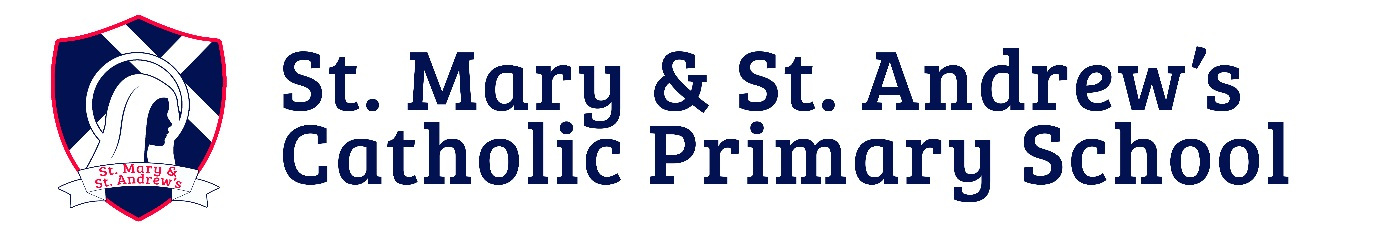 St. Mary &
St. Andrew's
St. Mary & St. Andrew's
Catholic Primary School